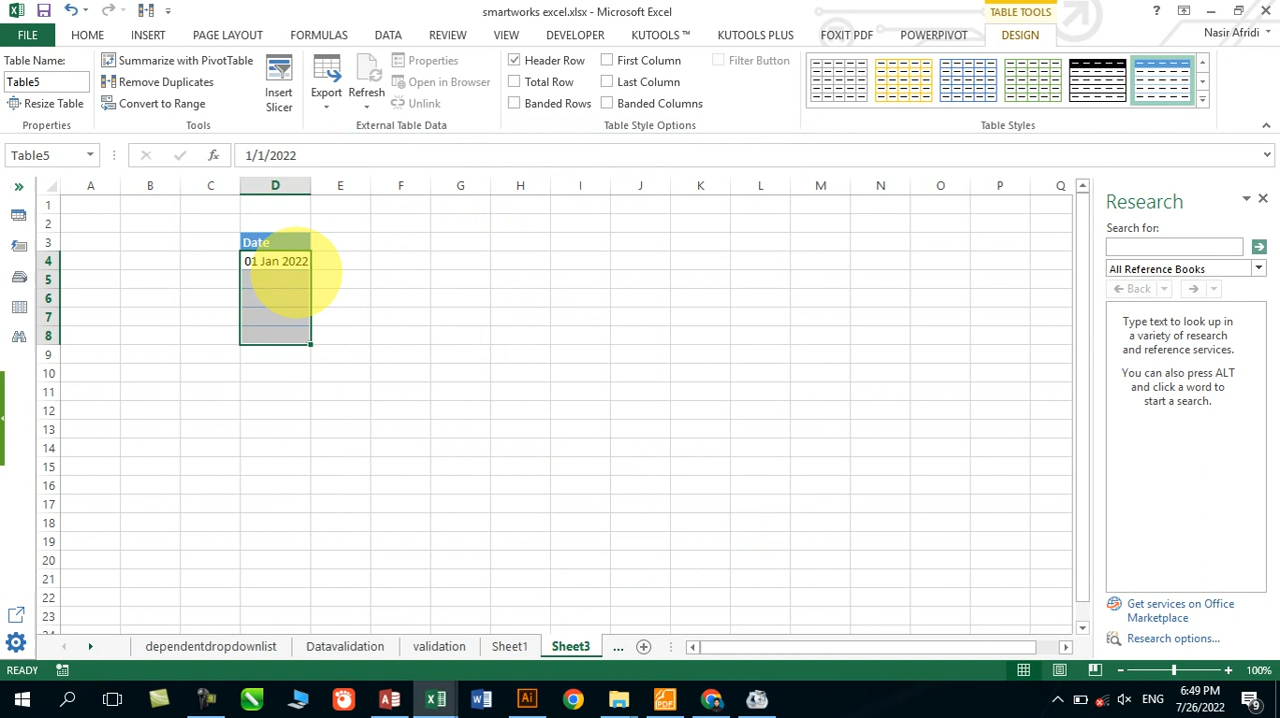 smartworks excel.xlsx - Microsoft Excel
TABLE TOOLS
?
FILE HOME INSERT PAGE LAYOUT FORMULAS DATA REVIEW VIEW DEVELOPER KUTOOLS ™ KUTOOLS PLUS FOXIT PDF POWERPIVOT DESIGN
Nasir Afridi
Table Name:
Table5
Resize Table
Properties
Summarize with PivotTable
Remove Duplicates
Convert to Range
Tools
Insert
Slicer
Export
Refresh
Properties
Open in Browser
Unlink
External Table Data
Header Row
Total Row
Banded Rows
First Column
Last Column
Banded Columns
Filter Button
Table Style Options
Table Styles
Table5
fx
1/1/2022
A B C D E F G H I J K L M N O P Q
1
2
3 Date
4 01 Jan 2022
5
6
7
8
9
10
11
12
13
14
15
16
17
18
19
20
21
22
23
Research
Search for:
All Reference Books
Back
Type text to look up in
a variety of research
and reference services.
You can also press ALT
and click a word to
start a search.
Get services on Office
Marketplace
Research options...
dependentdropdownlist Datavalidation validation Sheet1 Sheet3 ...
READY
100%
ENG
6:49 PM
7/26/2022
9